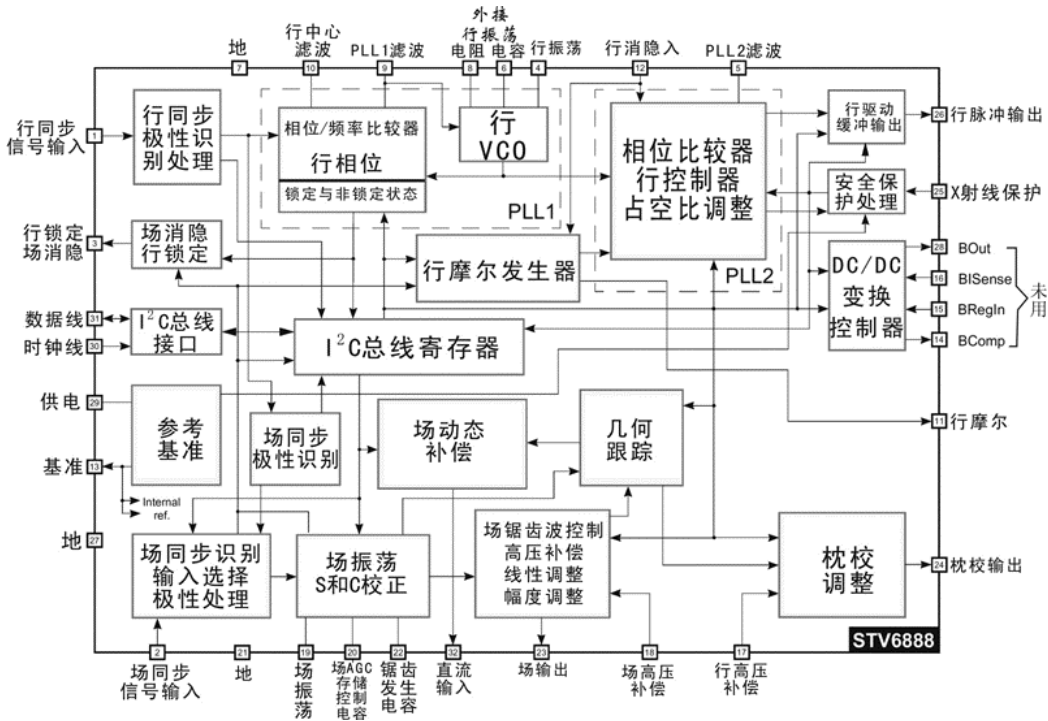 外接
行中心
滤波
行振荡
地
PLL1滤波
电阻 电容
行振荡
行消隐入
PLL2滤波
7
10
9
8
6
4
12
5
行同步
信号输入
1
行同步
极性识
别处理
相位/频率比较器
行相位
锁定与非锁定状态
行
VCO
PLL1
相位比较器
行控制器
占空比调整
PLL2
行驱动
缓冲输出
26
行脉冲输出
安全保
护处理
25
X射线保护
行锁定
场消隐
3
场消隐
行锁定
行摩尔发生器
DC/DC
变换
控制器
28
BOut
16
BISense
15
BRegIn
14
BComp
未用
数据线
31
时钟线
30
I²C总线
接口
I²C总线寄存器
供电
29
参考
基准
基准
13
Internal
ref.
场同步
极性识别
场动态
补偿
几何
跟踪
11
行摩尔
地
27
场同步识别
输入选择
极性处理
场振荡
S和C校正
场锯齿波控制
高压补偿
线性调整
幅度调整
枕校
调整
24
枕校输出
STV6888
2
21
19
20
22
32
23
18
17
场同步
信号输入
地
场振荡
场AGC
存储
控制
电容
锯齿
发生
电容
直流
输入
场输出
场高压
补偿
行高压
补偿